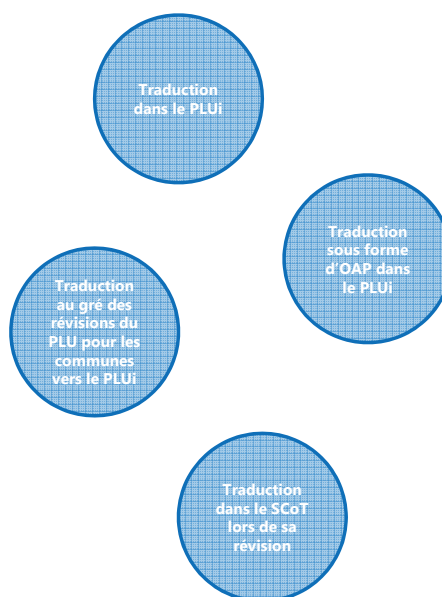 Traduction
dans le PLUi
Traduction
sous forme
d'OAP dans
le PLUi
Traduction
au gré des
révisions du
PLU pour les
communes
vers le PLUi
Traduction
dans le SCoT
lors de sa
révision